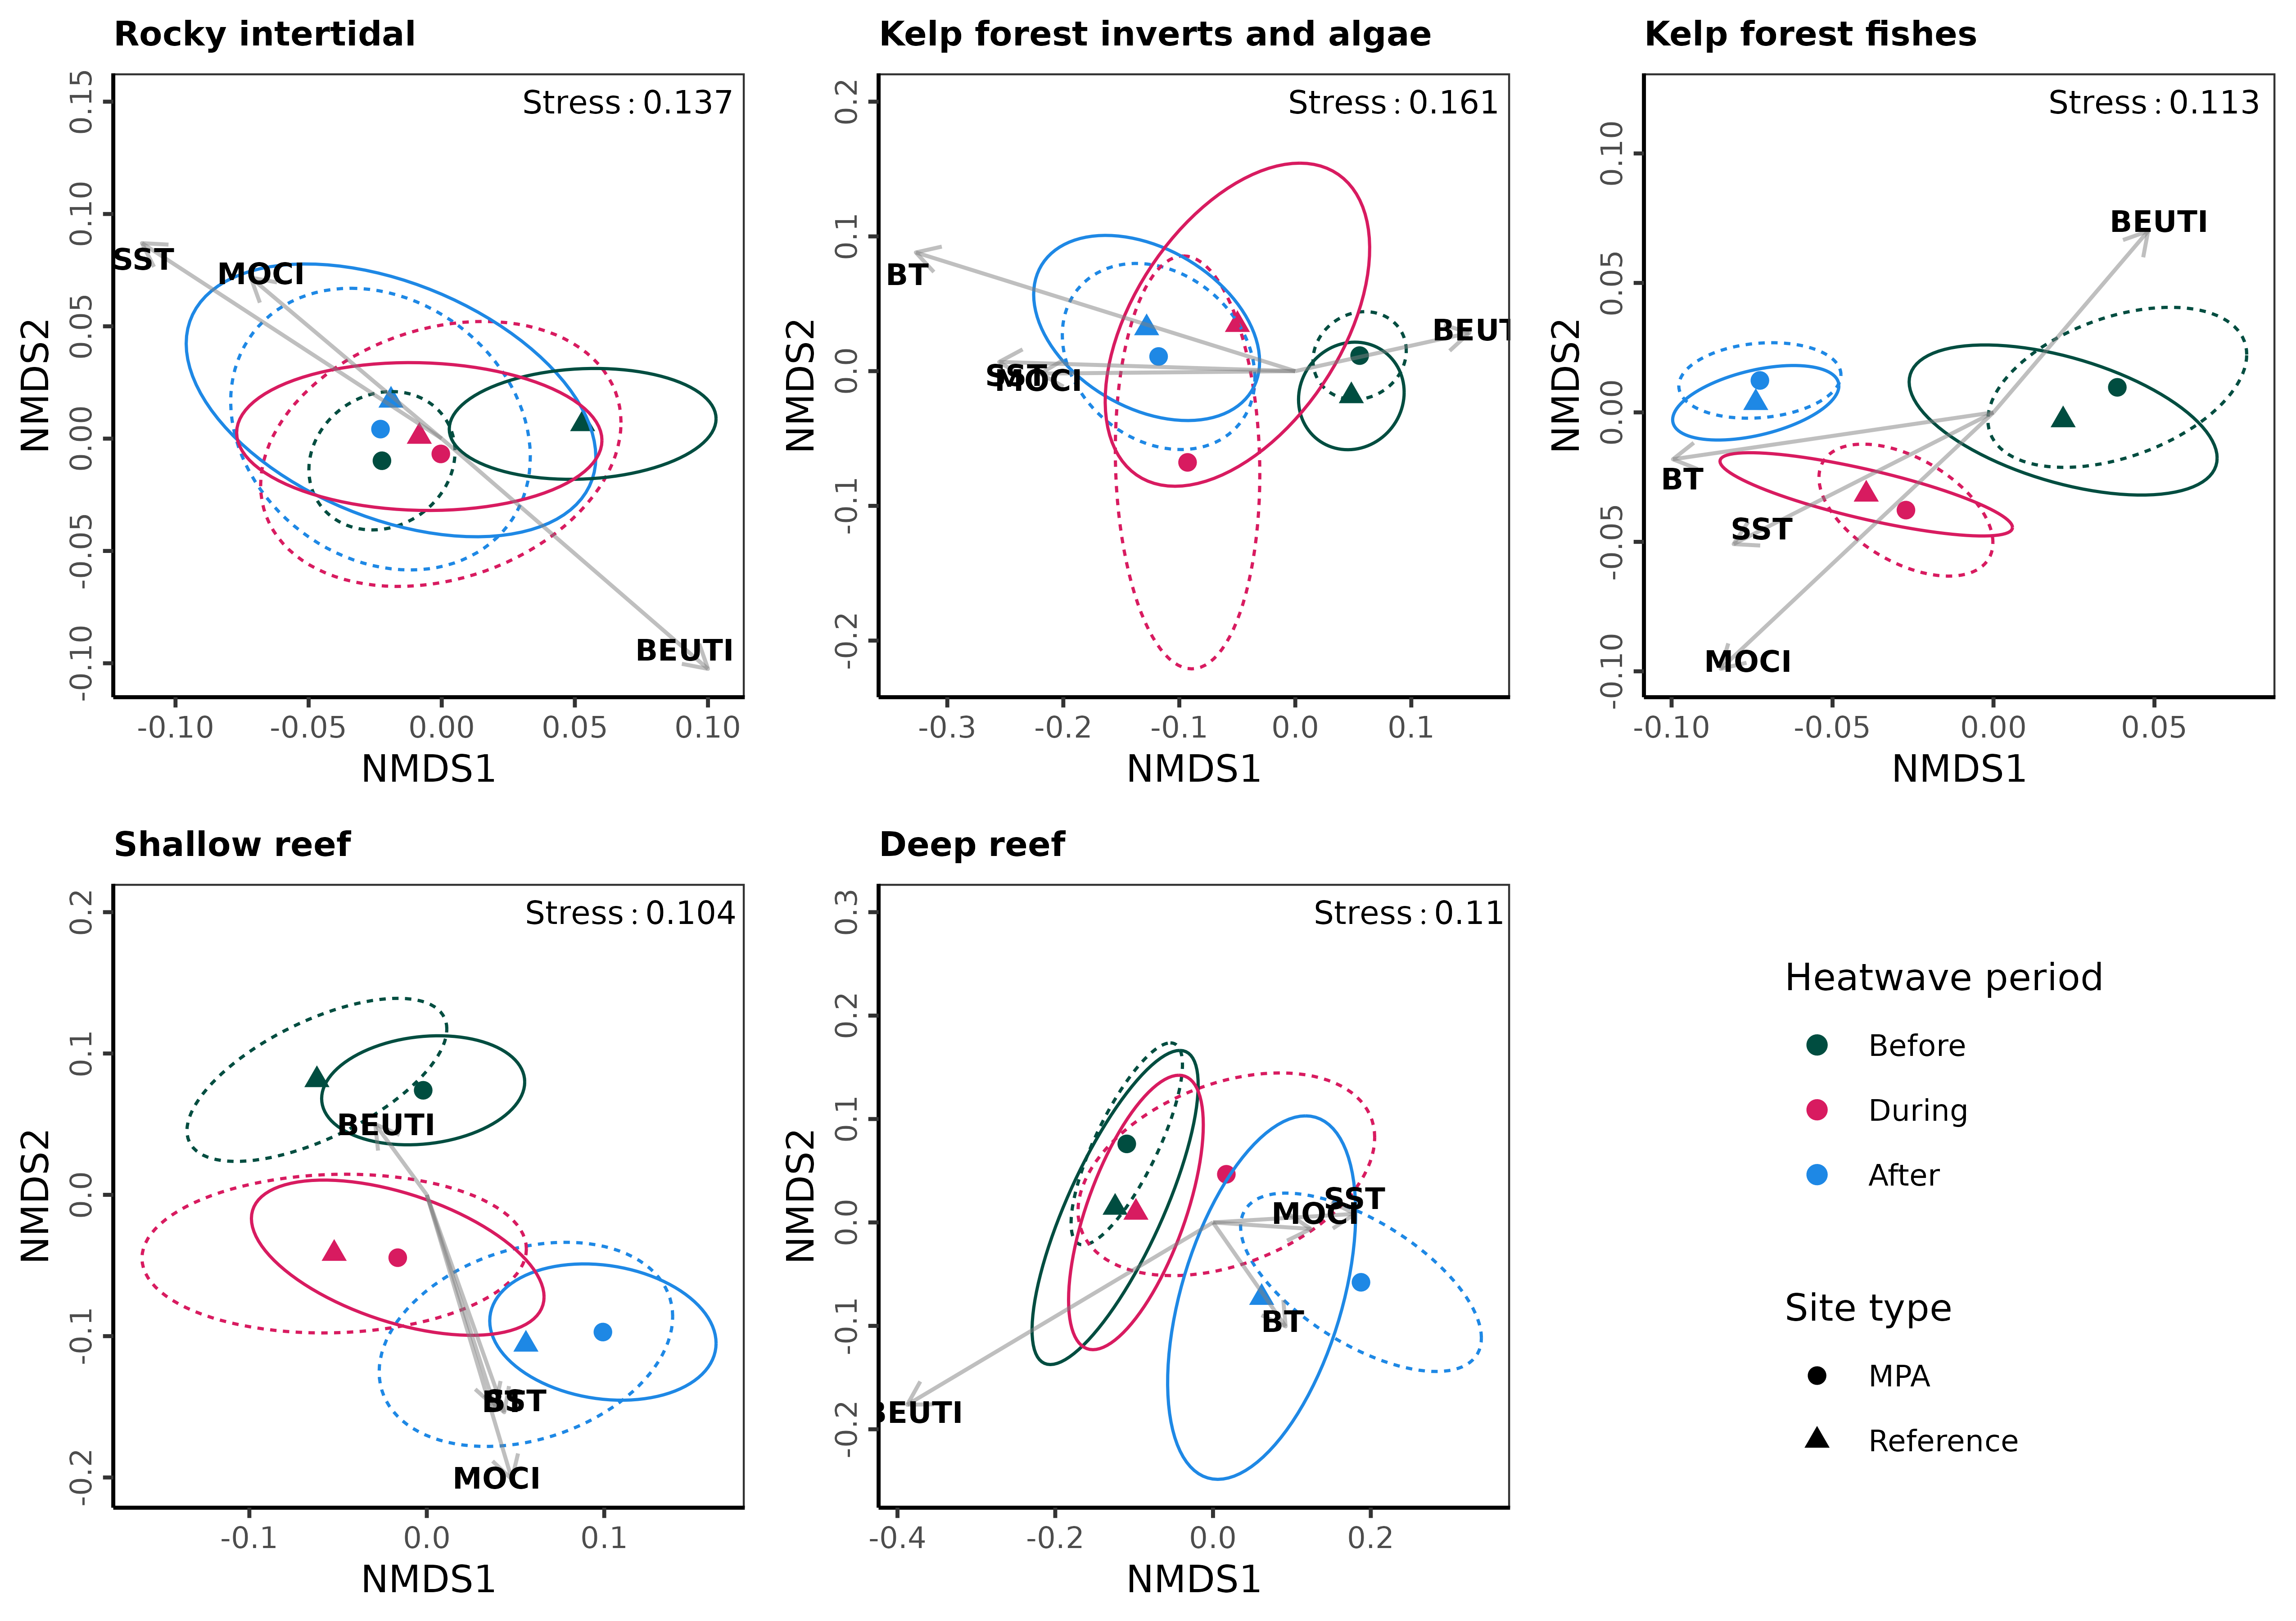 Rocky intertidal
Stress : 0.137
0.15
0.10
0.05
0.00
-0.05
-0.10
NMDS2
SST
MOCI
BEUTI
-0.10 -0.05 0.00 0.05 0.10
NMDS1
Kelp forest inverts and algae
Stress : 0.161
0.2
0.1
0.0
-0.1
-0.2
NMDS2
BT
BEUT
SST
MOCI
-0.3 -0.2 -0.1 0.0 0.1
NMDS1
Kelp forest fishes
Stress : 0.113
0.10
0.05
0.00
-0.05
-0.10
NMDS2
BEUTI
BT
SST
MOCI
-0.10 -0.05 0.00 0.05
NMDS1
Shallow reef
Stress : 0.104
0.2
0.1
0.0
-0.1
-0.2
NMDS2
BEUTI
BT
SST
MOCI
-0.1 0.0 0.1
NMDS1
Deep reef
Stress : 0.11
0.3
0.2
0.1
0.0
-0.1
-0.2
NMDS2
SST
MOCI
BT
BEUTI
-0.4 -0.2 0.0 0.2
NMDS1
Heatwave period
Before
During
After
Site type
MPA
Reference